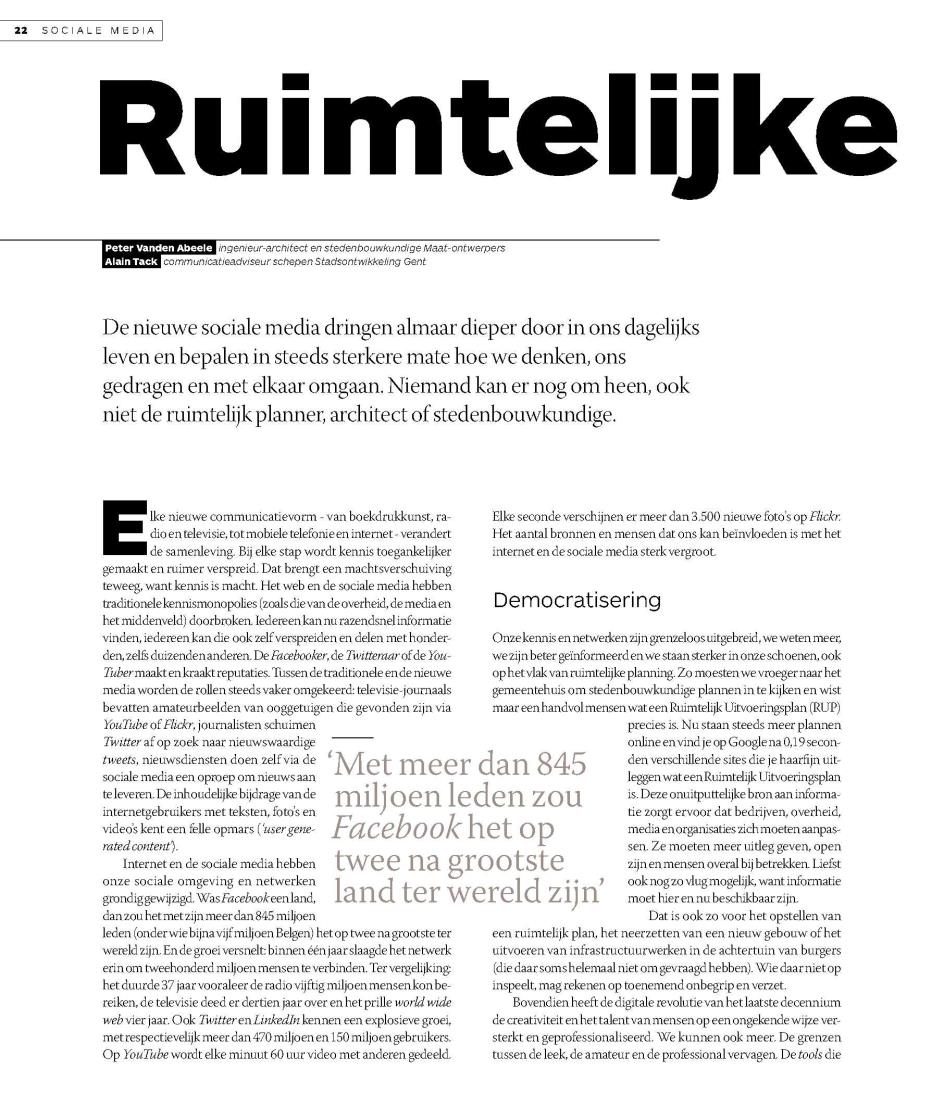 22 SOCIALE MEDIA
Ruimtelijke
Peter Vanden Abeele ingenieur-architect en stedenbouwkundige Maat-ontwerpers
Alain Tack communicatieadviseur schepen Stadsontwikkeling Gent
De nieuwe sociale media dringen almaar dieper door in ons dagelijks
leven en bepalen in steeds sterkere mate hoe we denken, ons
gedragen en met elkaar omgaan. Niemand kan er nog om heen, ook
niet de ruimtelijk planner, architect of stedenbouwkundige.
Elke nieuwe communicatievorm - van boekdrukkunst, ra-
dio en televisie, tot mobiele telefonie en internet - verandert
de samenleving. Bij elke stap wordt kennis toegankelijker
gemaakt en ruimer verspreid. Dat brengt een machtsverschuiving
teweeg, want kennis is macht. Het web en de sociale media hebben
traditionele kennismonopolies (zoals die van de overheid, de media en
het middenveld) doorbroken. Iedereen kan nu razendsnel informatie
vinden, iedereen kan die ook zelf verspreiden en delen met honder-
den, zelfs duizenden anderen. De Facebooker, de Twitteraar of de You-
Tuber maakt en kraakt reputaties. Tussen de traditionele en de nieuwe
media worden de rollen steeds vaker omgekeerd: televisie-journaals
bevatten amateurbeelden van ooggetuigen die gevonden zijn via
YouTube of Flickr, journalisten schuimen
Twitter af op zoek naar nieuwswaardige
tweets, nieuwsdiensten doen zelf via de
sociale media een oproep om nieuws aan
te leveren. De inhoudelijke bijdrage van de
internetgebruikers met teksten, foto's en
video's kent een felle opmars ('user gene-
rated content').
Internet en de sociale media hebben
onze sociale omgeving en netwerken
grondig gewijzigd. Was Facebook een land,
dan zou het met zijn meer dan 845 miljoen
leden (onder wie bijna vijf miljoen Belgen) het op twee na grootste ter
wereld zijn. En de groei versnelt: binnen één jaar slaagde het netwerk
erin om tweehonderd miljoen mensen te verbinden. Ter vergelijking:
het duurde 37 jaar vooraleer de radio vijftig miljoen mensen kon be-
reiken, de televisie deed er dertien jaar over en het prille world wide
web vier jaar. Ook Twitter en LinkedIn kennen een explosieve groei,
met respectievelijk meer dan 470 miljoen en 150 miljoen gebruikers.
Op YouTube wordt elke minuut 60 uur video met anderen gedeeld.
'Met meer dan 845
miljoen leden zou
Facebook het op
twee na grootste
land ter wereld zijn'
Elke seconde verschijnen er meer dan 3.500 nieuwe foto's op Flickr.
Het aantal bronnen en mensen dat ons kan beïnvloeden is met het
internet en de sociale media sterk vergroot.
Democratisering
Onze kennis en netwerken zijn grenzeloos uitgebreid, we weten meer,
we zijn beter geïnformeerd en we staan sterker in onze schoenen, ook
op het vlak van ruimtelijke planning. Zo moesten we vroeger naar het
gemeentehuis om stedenbouwkundige plannen in te kijken en wist
maar een handvol mensen wat een Ruimtelijk Uitvoeringsplan (RUP)
precies is. Nu staan steeds meer plannen
online en vind je op Google na 0,19 secon-
den verschillende sites die je haarfijn uit-
leggen wat een Ruimtelijk Uitvoeringsplan
is. Deze onuitputtelijke bron aan informa-
tie zorgt ervoor dat bedrijven, overheid,
media en organisaties zich moeten aanpas-
sen. Ze moeten meer uitleg geven, open
zijn en mensen overal bij betrekken. Liefst
ook nog zo vlug mogelijk, want informatie
moet hier en nu beschikbaar zijn.
Dat is ook zo voor het opstellen van
een ruimtelijk plan, het neerzetten van een nieuw gebouw of het
uitvoeren van infrastructuurwerken in de achtertuin van burgers
(die daar soms helemaal niet om gevraagd hebben). Wie daar niet op
inspeelt, mag rekenen op toenemend onbegrip en verzet.
Bovendien heeft de digitale revolutie van het laatste decennium
de creativiteit en het talent van mensen op een ongekende wijze ver-
sterkt en geprofessionaliseerd. We kunnen ook meer. De grenzen
tussen de leek, de amateur en de professional vervagen. De tools die